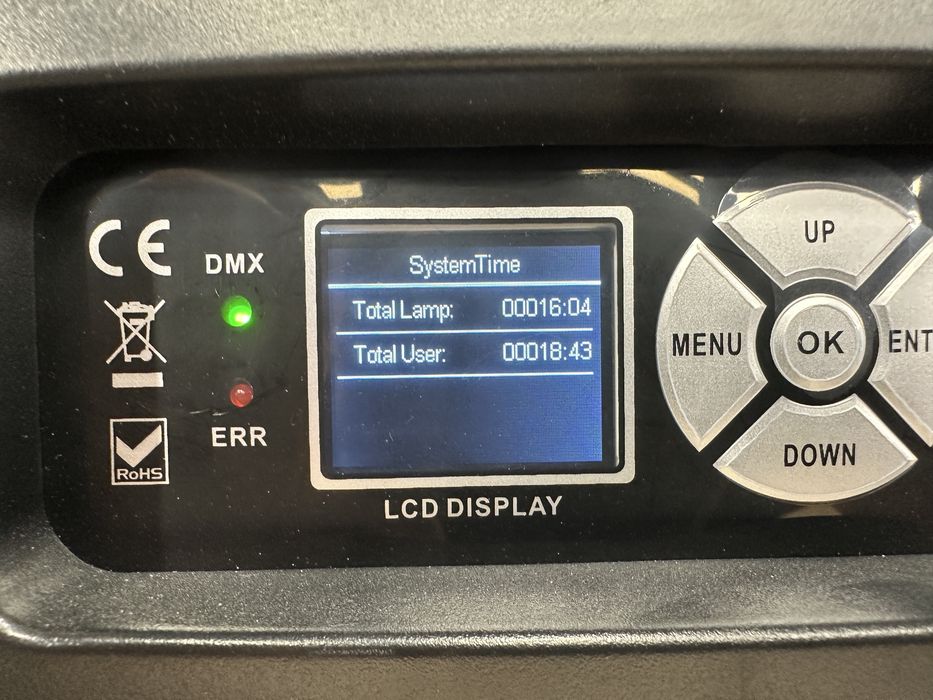 CE
DMX
ERR
RoHS
SystemTime
Total Lamp: 00016:04
Total User: 00018:43
LCD DISPLAY
UP
MENU
OK
ENT
DOWN